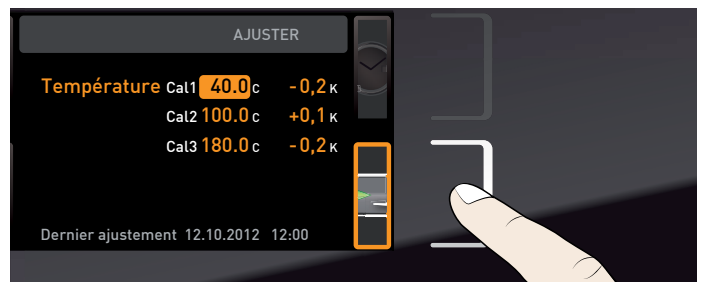 AJUSTER
Température Cal1 40.0 c -0,2 K
Cal2 100.0 c +0,1 K
Cal3 180.0 c -0,2 K
Dernier ajustement 12.10.2012 12:00